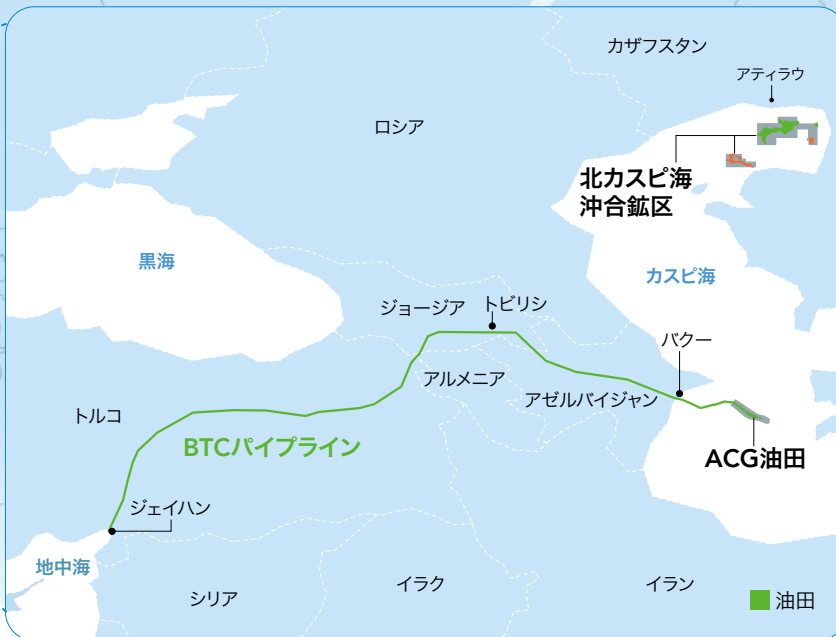 カザフスタン
アティラウ
ロシア
北カスピ海
沖合鉱区
黒海
カスピ海
ジョージア
トビリシ
バクー
アルメニア
アゼルバイジャン
トルコ
BTCパイプライン
ACG油田
ジェイハン
地中海
シリア
イラク
イラン
油田